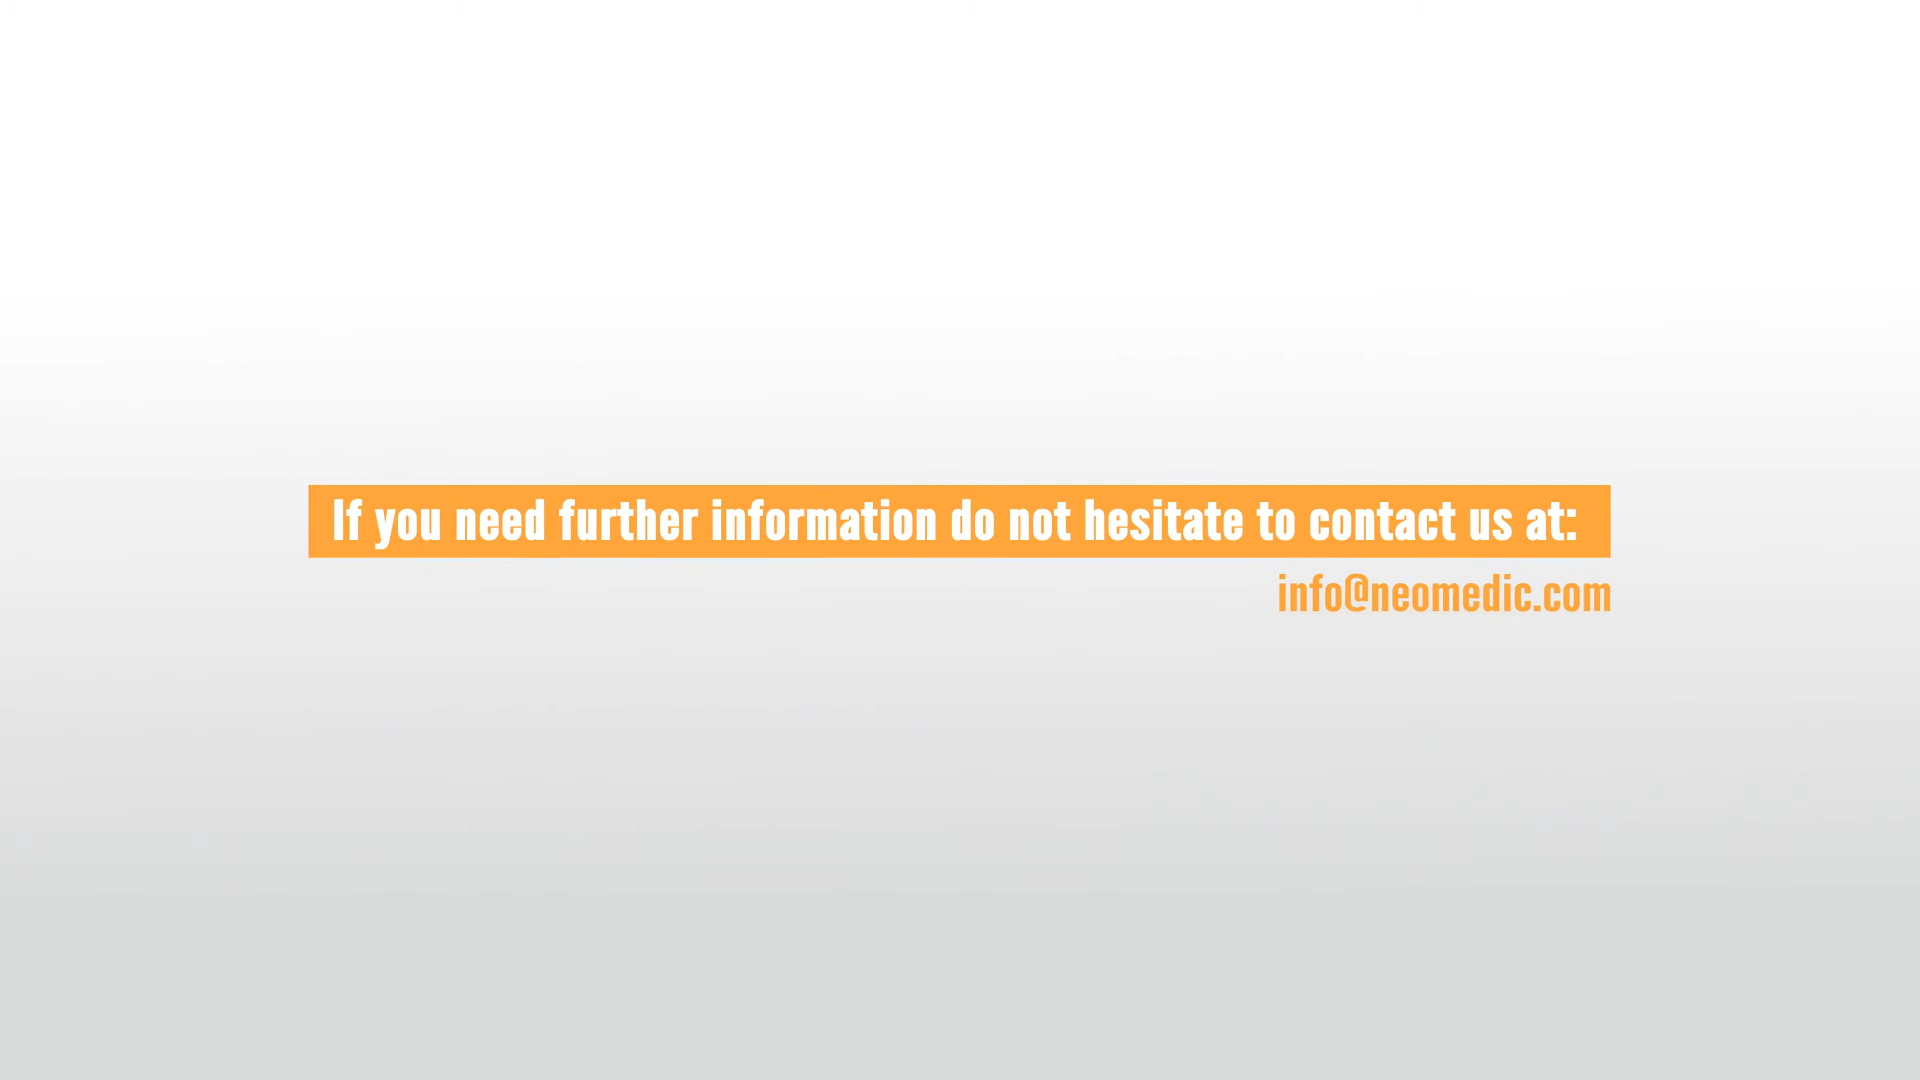 If you need further information do not hesitate to contact us at:
info@neomedic.com